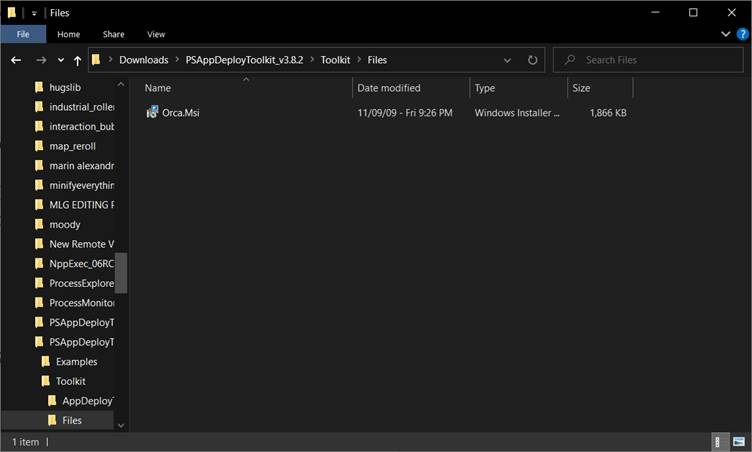 Files
File Home Share View
Downloads PSAppDeployToolkit_v3.8.2 Toolkit Files Search Files
Name Date modified Type Size
Orca.Msi 11/09/09 - Fri 9:26 PM Windows Installer ... 1,866 KB
hugslib
industrial_roller
interaction_bub
map_reroll
marin alexandr
minifyeverythin
MLG EDITING P
moody
New Remote V
NppExec_06RC
ProcessExplore
ProcessMonitor
PSAppDeployT
PSAppDeployT
Examples
Toolkit
AppDeployT
Files
1 item